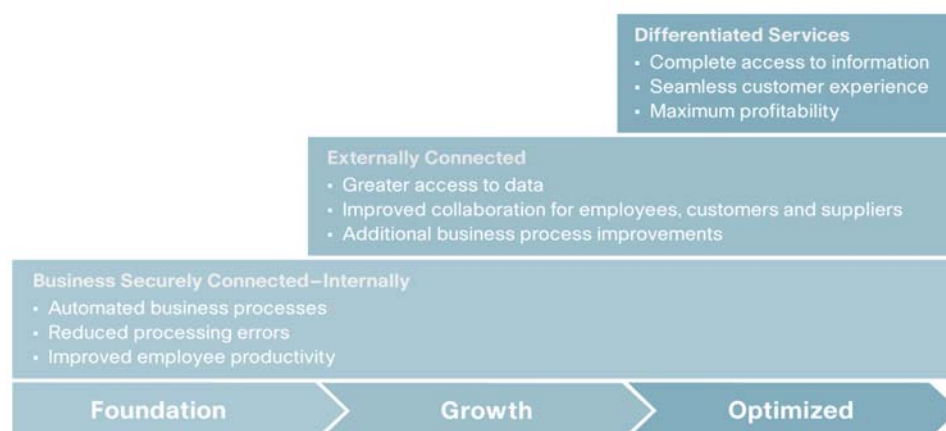 Differentiated Services
▪ Complete access to information
▪ Seamless customer experience
▪ Maximum profitability
Externally Connected
▪ Greater access to data
▪ Improved collaboration for employees, customers and suppliers
▪ Additional business process improvements
Business Securely Connected–Internally
▪ Automated business processes
▪ Reduced processing errors
▪ Improved employee productivity
Foundation
Growth
Optimized